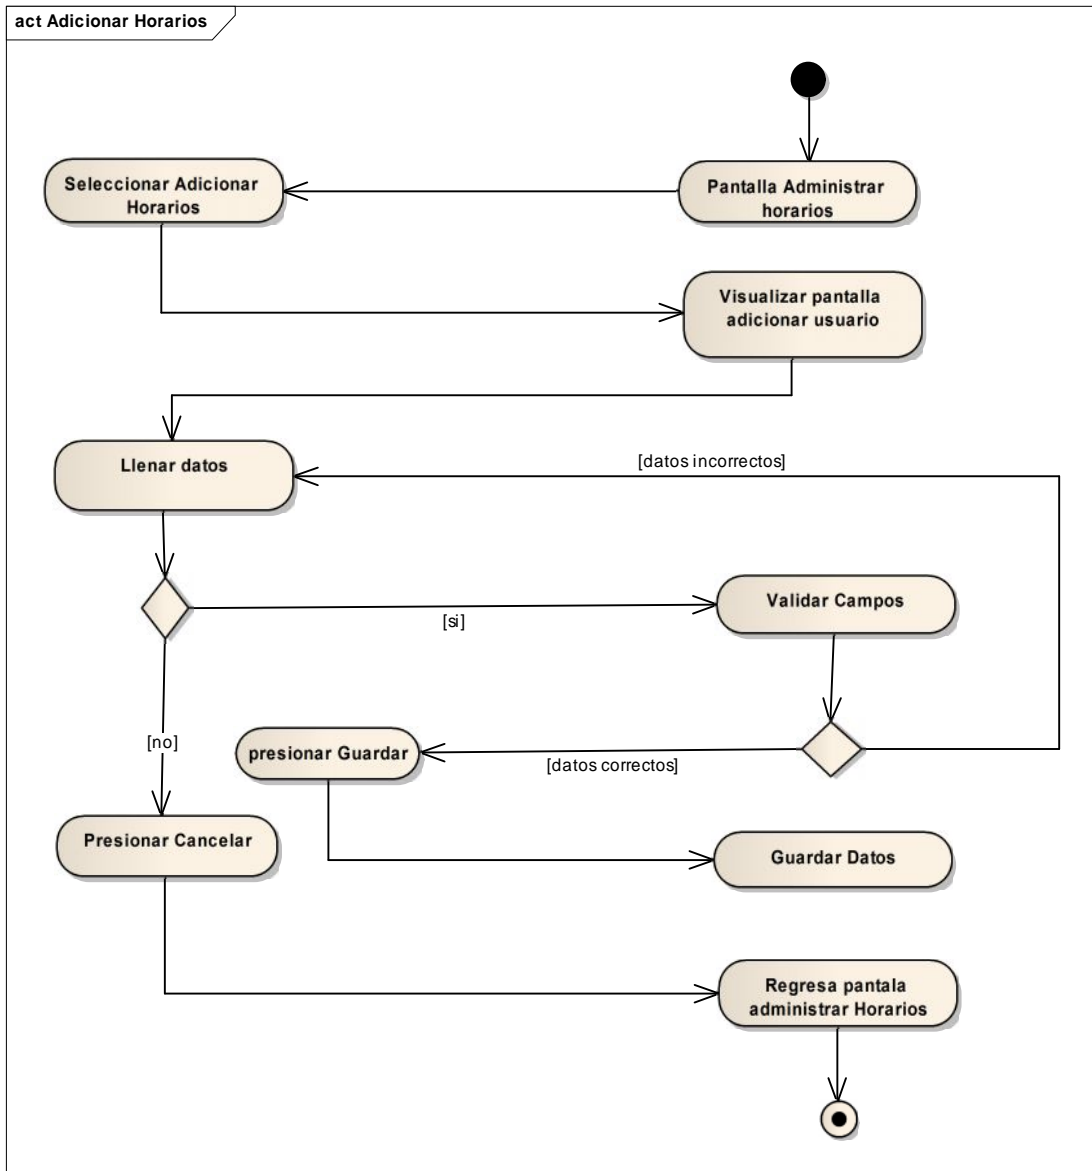 act Adicionar Horarios
Seleccionar Adicionar
Horarios
Pantalla Administrar
horarios
Visualizar pantalla
adicionar usuario
Llenar datos
[datos incorrectos]
Validar Campos
[si]
[no]
presionar Guardar
[datos correctos]
Presionar Cancelar
Guardar Datos
Regresa pantala
administrar Horarios